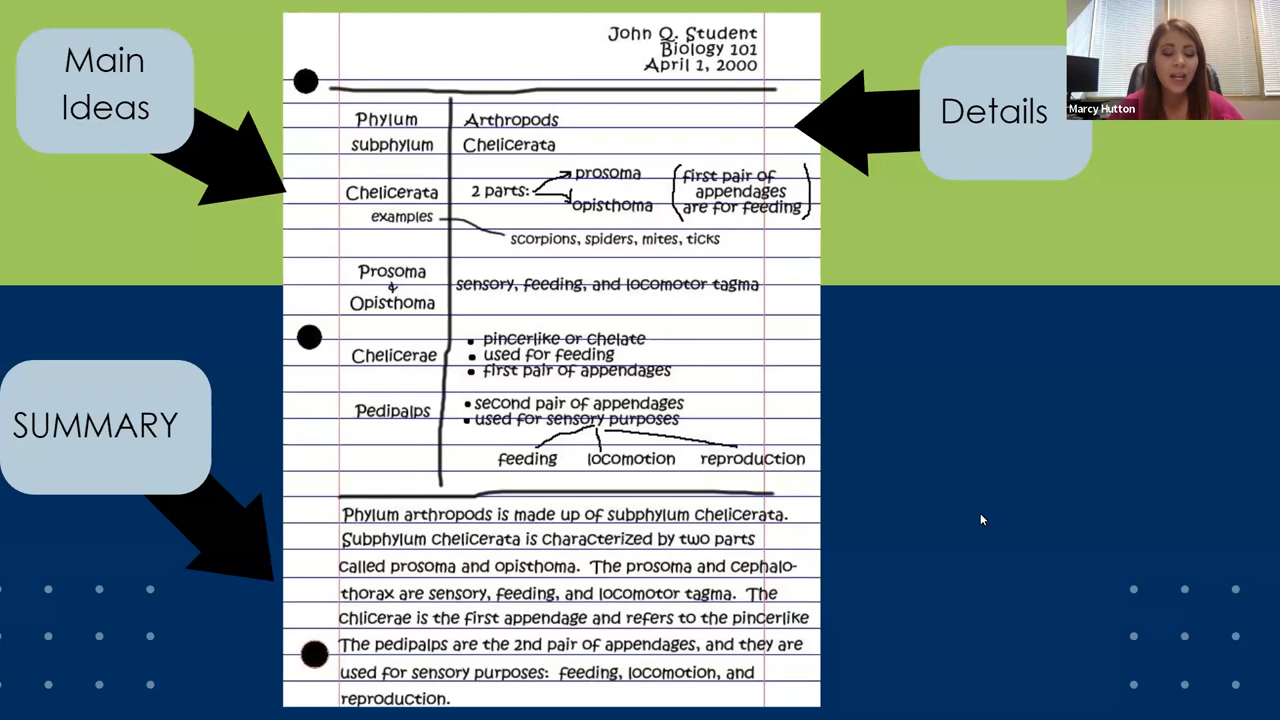 Main
Ideas
John Q. Student
Biology 101
April 1, 2000
Details
Marcy Hutton
Phylum
Arthropods
subphylum
Chelicerata
Chelicerata
2 parts:
prosoma
opisthoma
(first pair of
appendages
are for feeding)
examples
scorpions, spiders, mites, ticks
Prosoma
&
Opisthoma
sensory, feeding, and locomotor tagma
Chelicerae
• pincerlike or chelate
• used for feeding
• first pair of appendages
Pedipalps
• second pair of appendages
• used for sensory purposes
feeding locomotion reproduction
SUMMARY
Phylum arthropods is made up of subphylum chelicerata.
Subphylum chelicerata is characterized by two parts
called prosoma and opisthoma. The prosoma and cephalo-
thorax are sensory, feeding, and locomotor tagma. The
chlicerae is the first appendage and refers to the pincerlike
The pedipalps are the 2nd pair of appendages, and they are
used for sensory purposes: feeding, locomotion, and
reproduction.